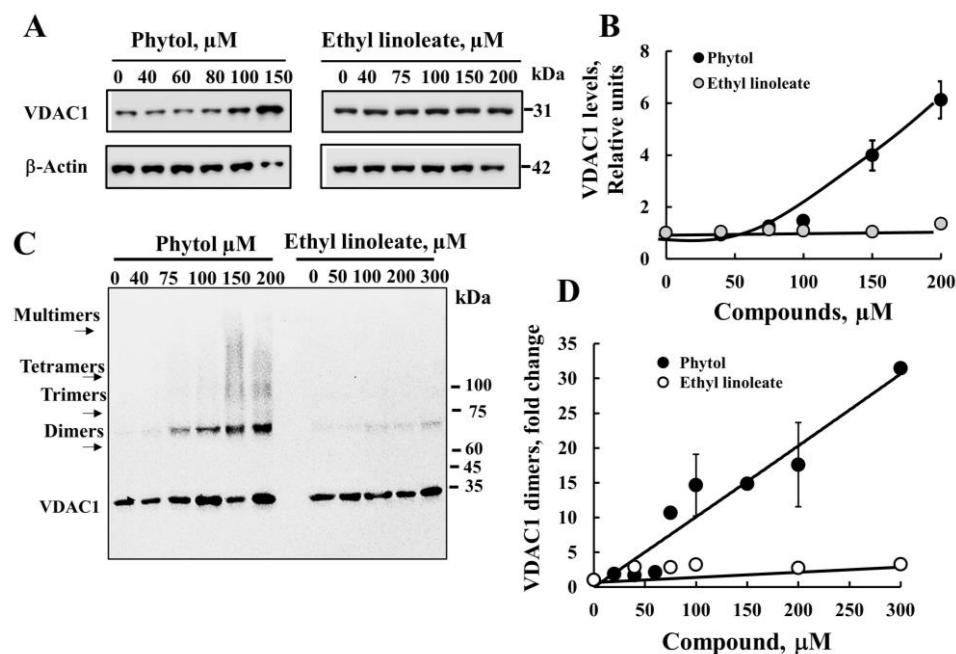 A
Phytol, µM
Ethyl linoleate, µM
0 40 60 80 100 150
0 40 75 100 150 200
kDa
VDAC1
31
β-Actin
42
B
VDAC1 levels,
Relative units
8
6
4
2
0
Phytol
Ethyl linoleate
0 50 100 150 200
Compounds, µM
C
Phytol µM
Ethyl linoleate, µM
0 40 75 100 150 200
0 50 100 200 300
kDa
Multimers
Tetramers
Trimers
Dimers
VDAC1
100
75
60
45
35
D
VDAC1 dimers, fold change
35
30
25
20
15
10
5
0
Phytol
Ethyl linoleate
0 50 100 150 200 250 300
Compound, µM